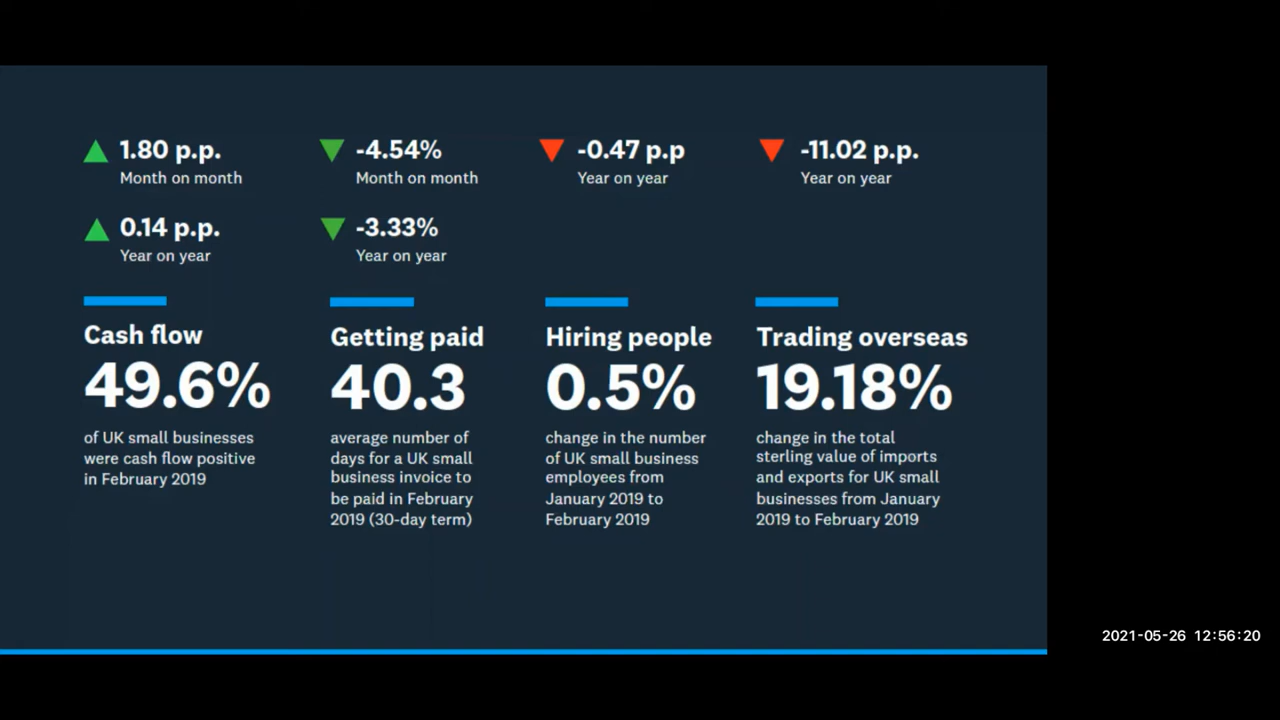 1.80 p.p.
Month on month
0.14 p.p.
Year on year
Cash flow
49.6%
of UK small businesses
were cash flow positive
in February 2019
-4.54%
Month on month
-3.33%
Year on year
Getting paid
40.3
average number of
days for a UK small
business invoice to
be paid in February
2019 (30-day term)
-0.47 p.p
Year on year
Hiring people
0.5%
change in the number
of UK small business
employees from
January 2019 to
February 2019
-11.02 p.p.
Year on year
Trading overseas
19.18%
change in the total
sterling value of imports
and exports for UK small
businesses from January
2019 to February 2019
2021-05-26 12:56:20